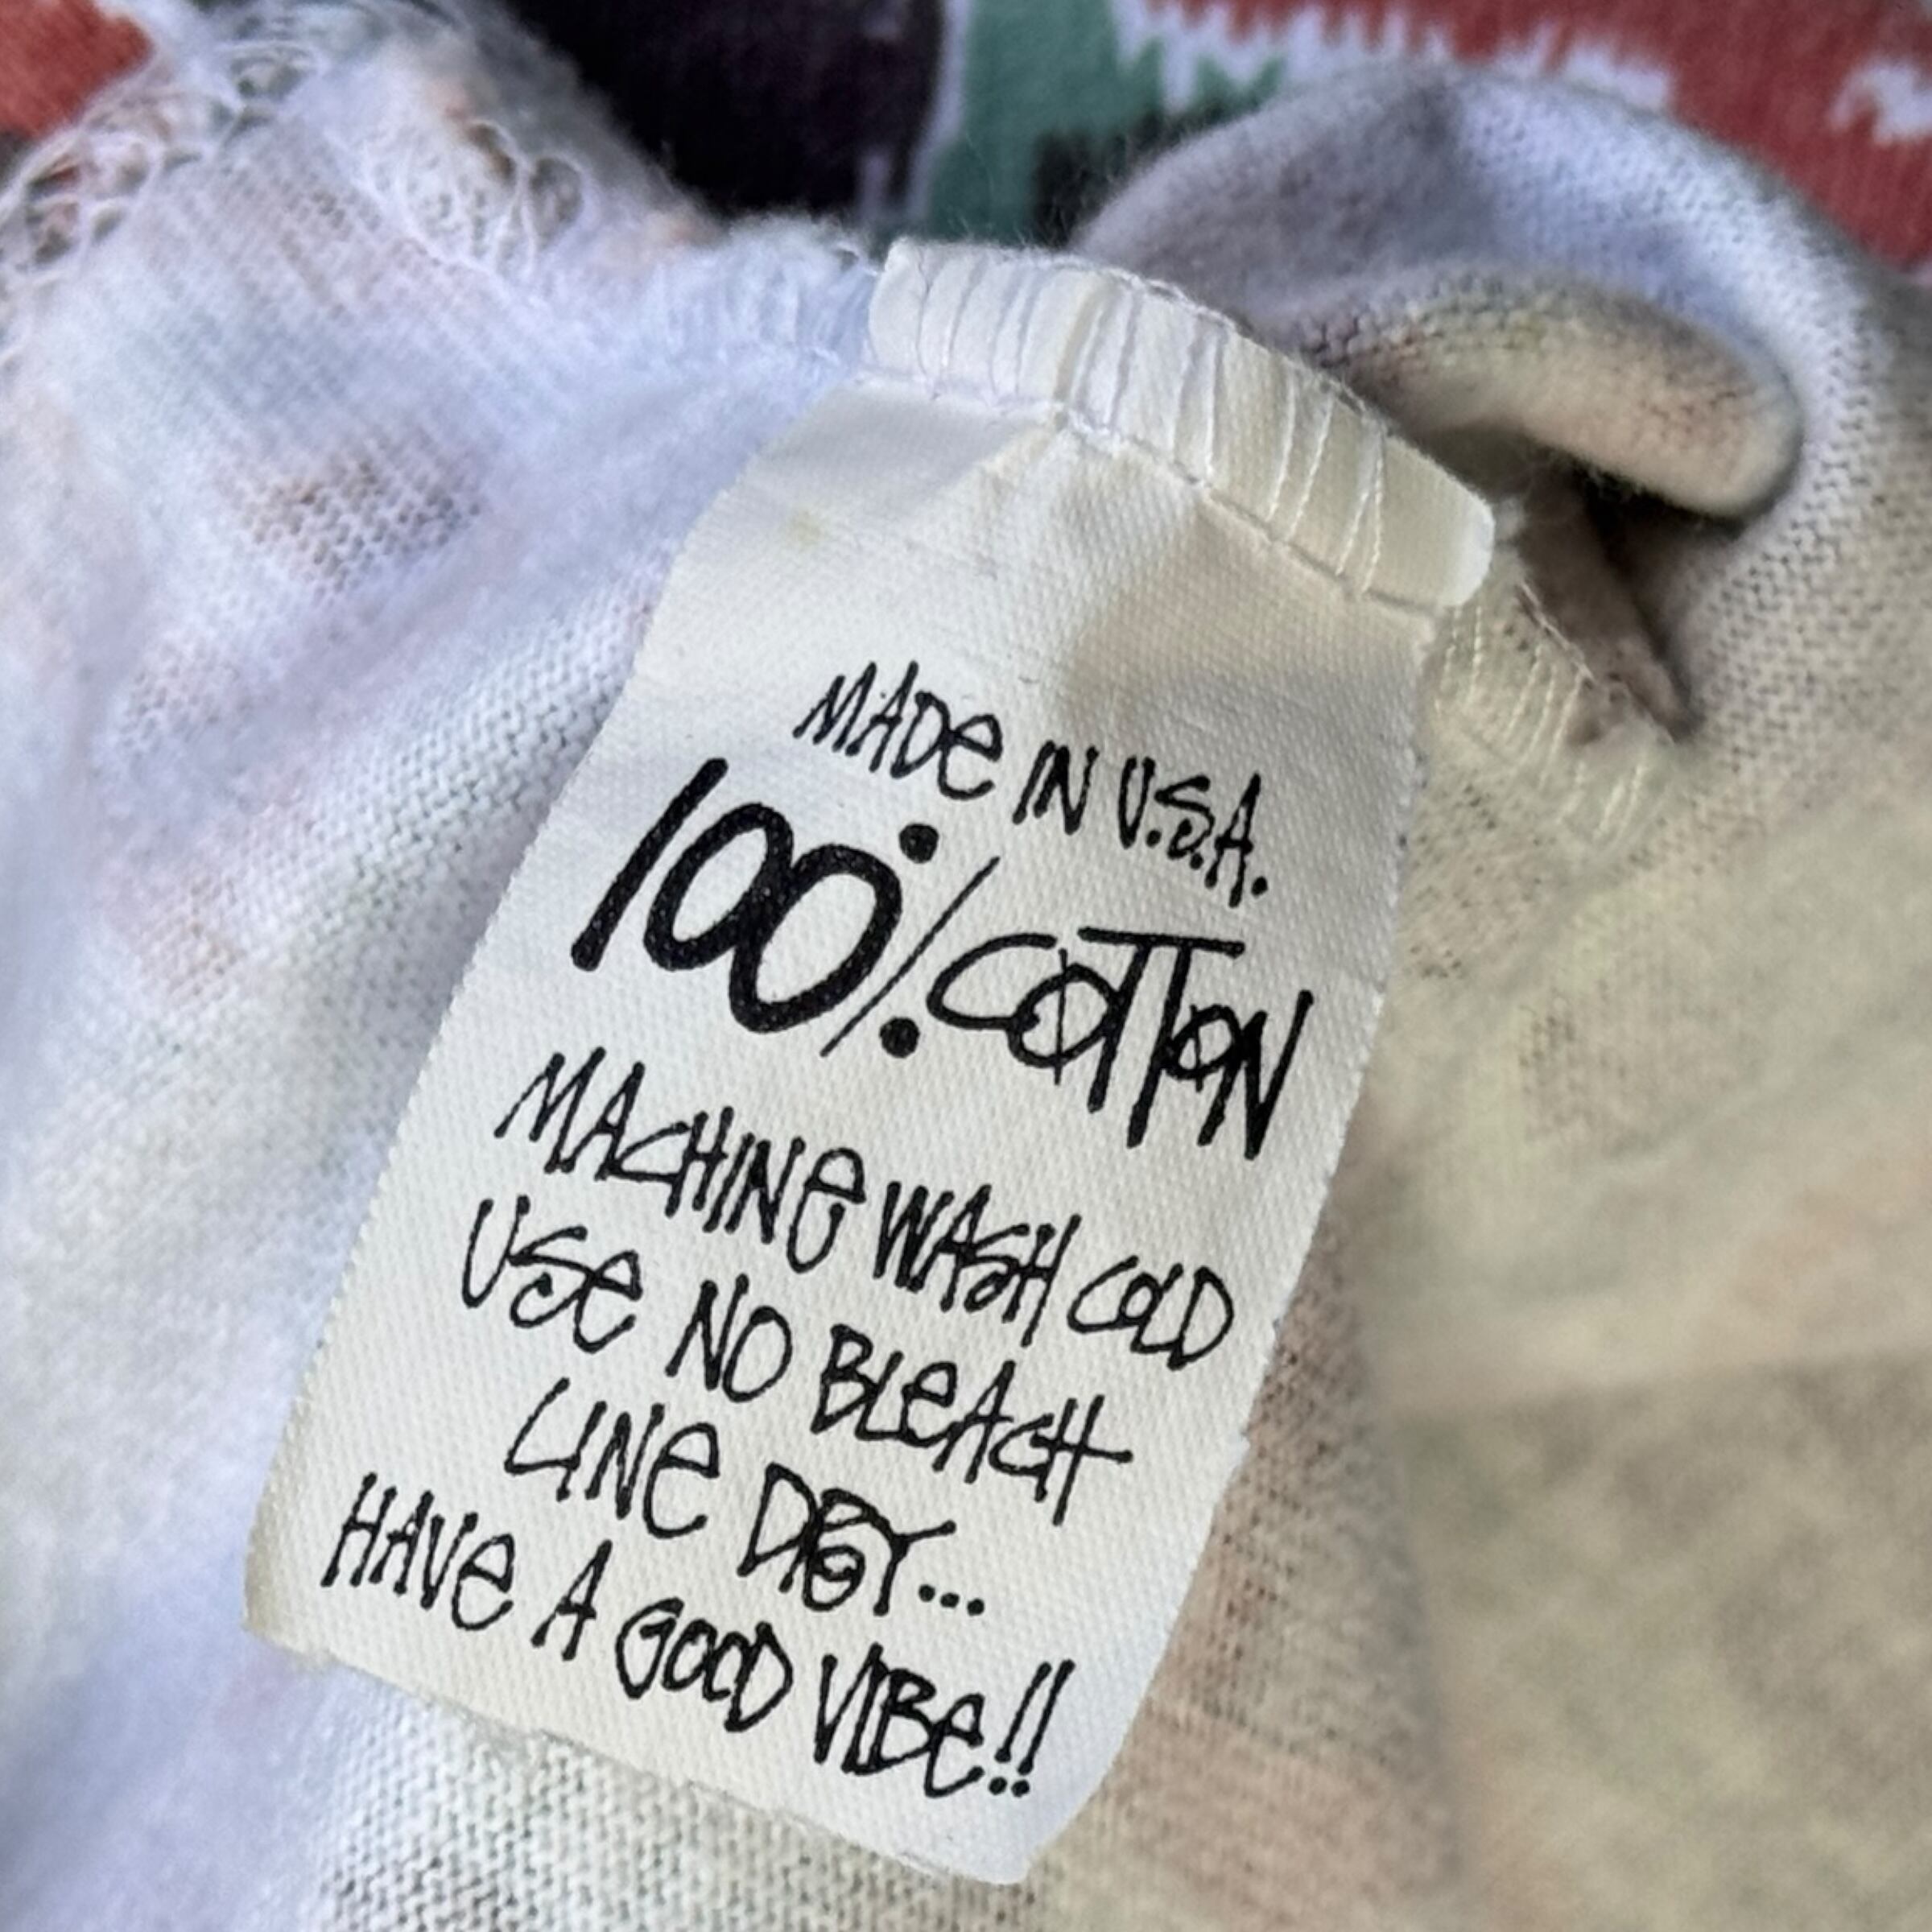 MADE IN U.S.A.
100% COTTON
MACHINE WASH COLD
USE NO BLEACH
LINE DRY...
HAVE A GOOD VIBE!!